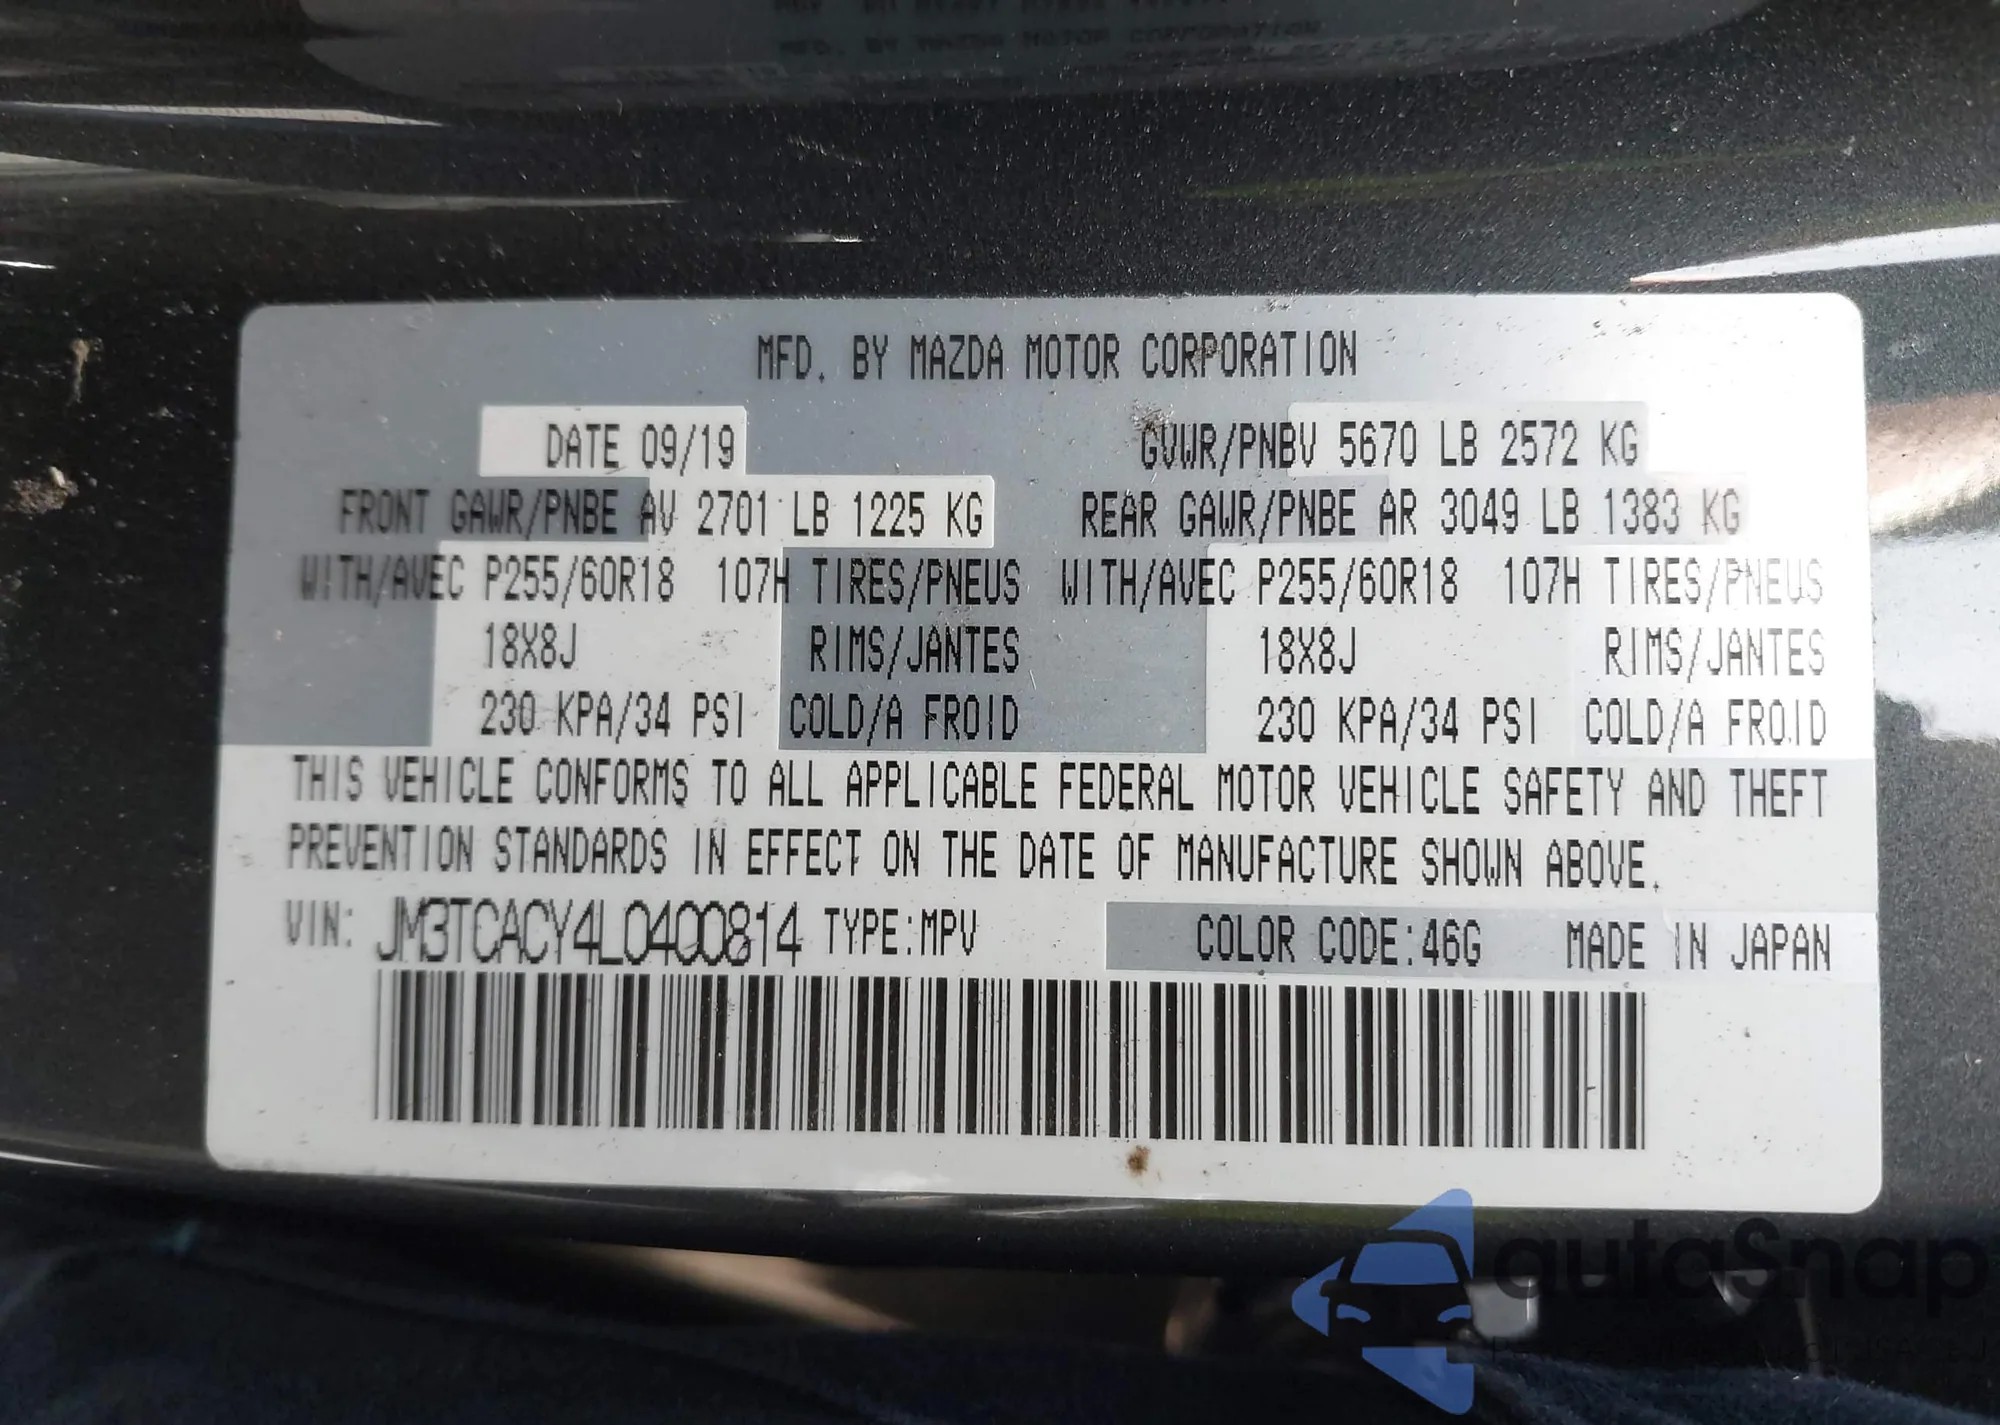 MFD. BY MAZDA MOTOR CORPORATION
MFD. BY MAZDA MOTOR CORPORATION
DATE 09/19 GVWR/PNBV 5670 LB 2572 KG
FRONT GAWR/PNBE AV 2701 LB 1225 KG REAR GAWR/PNBE AR 3049 LB 1383 KG
WITH/AVEC P255/60R18 107H TIRES/PNEUS WITH/AVEC P255/60R18 107H TIRES/PNEUS
18X8J RIMS/JANTES 18X8J RIMS/JANTES
230 KPA/34 PSI COLD/A FROID 230 KPA/34 PSI COLD/A FROID
THIS VEHICLE CONFORMS TO ALL APPLICABLE FEDERAL MOTOR VEHICLE SAFETY AND THEFT
PREVENTION STANDARDS IN EFFECT ON THE DATE OF MANUFACTURE SHOWN ABOVE.
VIN: JM3TCACY4L0400814 TYPE:MPV COLOR CODE:46G MADE IN JAPAN
autoSnap